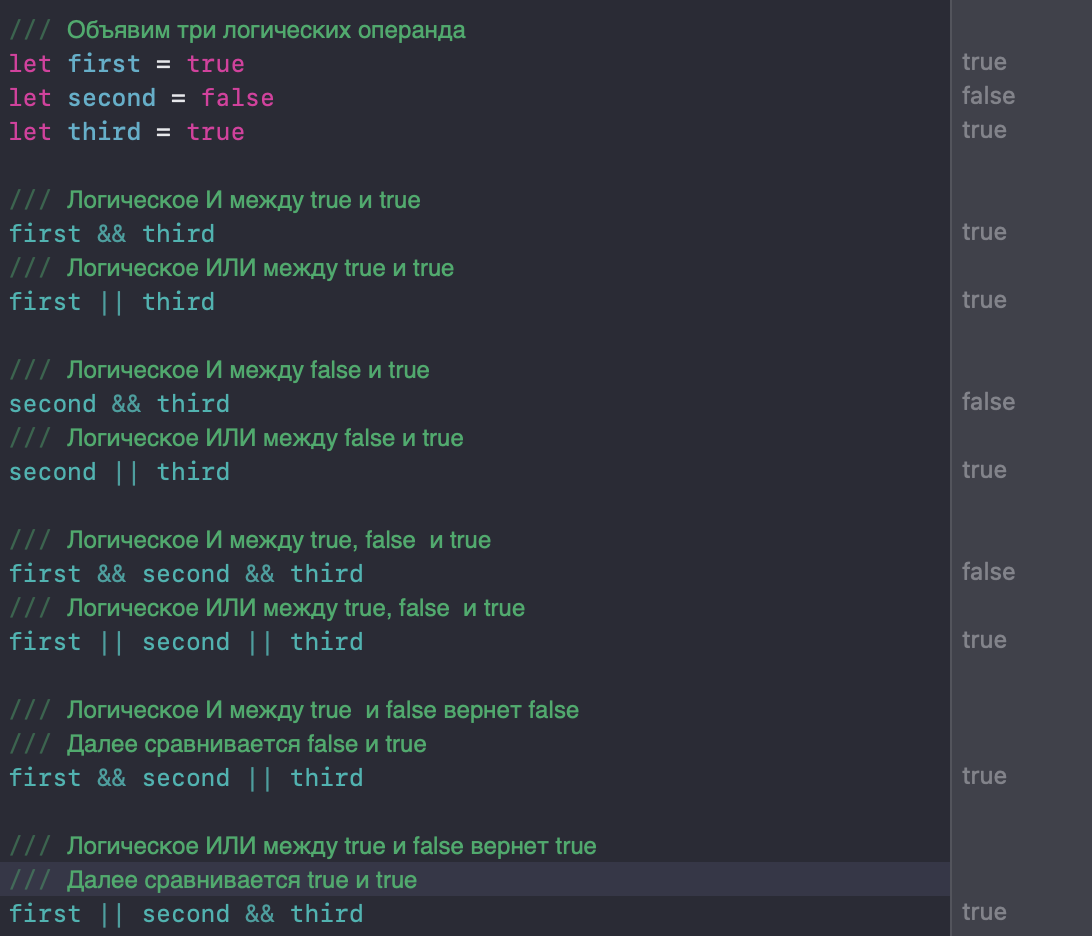 /// Объявим три логических операнда
let first = true true
let second = false false
let third = true true
/// Логическое И между true и true
first && third true
/// Логическое ИЛИ между true и true
first || third true
/// Логическое И между false и true
second && third false
/// Логическое ИЛИ между false и true
second || third true
/// Логическое И между true, false  и true
first && second && third false
/// Логическое ИЛИ между true, false  и true
first || second || third true
/// Логическое И между true  и false вернет false
/// Далее сравнивается false и true
first && second || third true
/// Логическое ИЛИ между true и false вернет true
/// Далее сравнивается true и true
first || second && third true